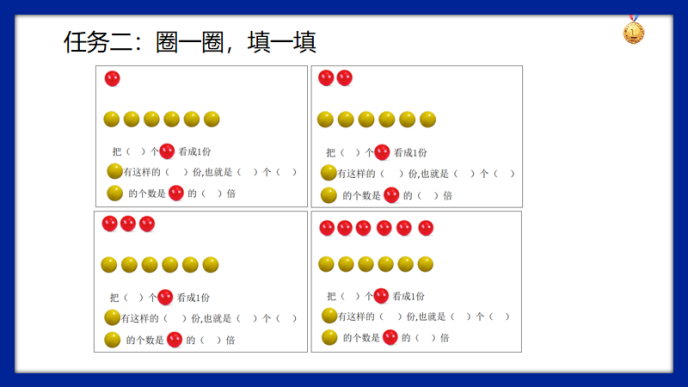 任务二：圈一圈，填一填
1
把（ ）个 看成1份
有这样的（ ）份,也就是（ ）个（ ）
的个数是 的（ ）倍
把（ ）个 看成1份
有这样的（ ）份,也就是（ ）个（ ）
的个数是 的（ ）倍
把（ ）个 看成1份
有这样的（ ）份,也就是（ ）个（ ）
的个数是 的（ ）倍
把（ ）个 看成1份
有这样的（ ）份,也就是（ ）个（ ）
的个数是 的（ ）倍